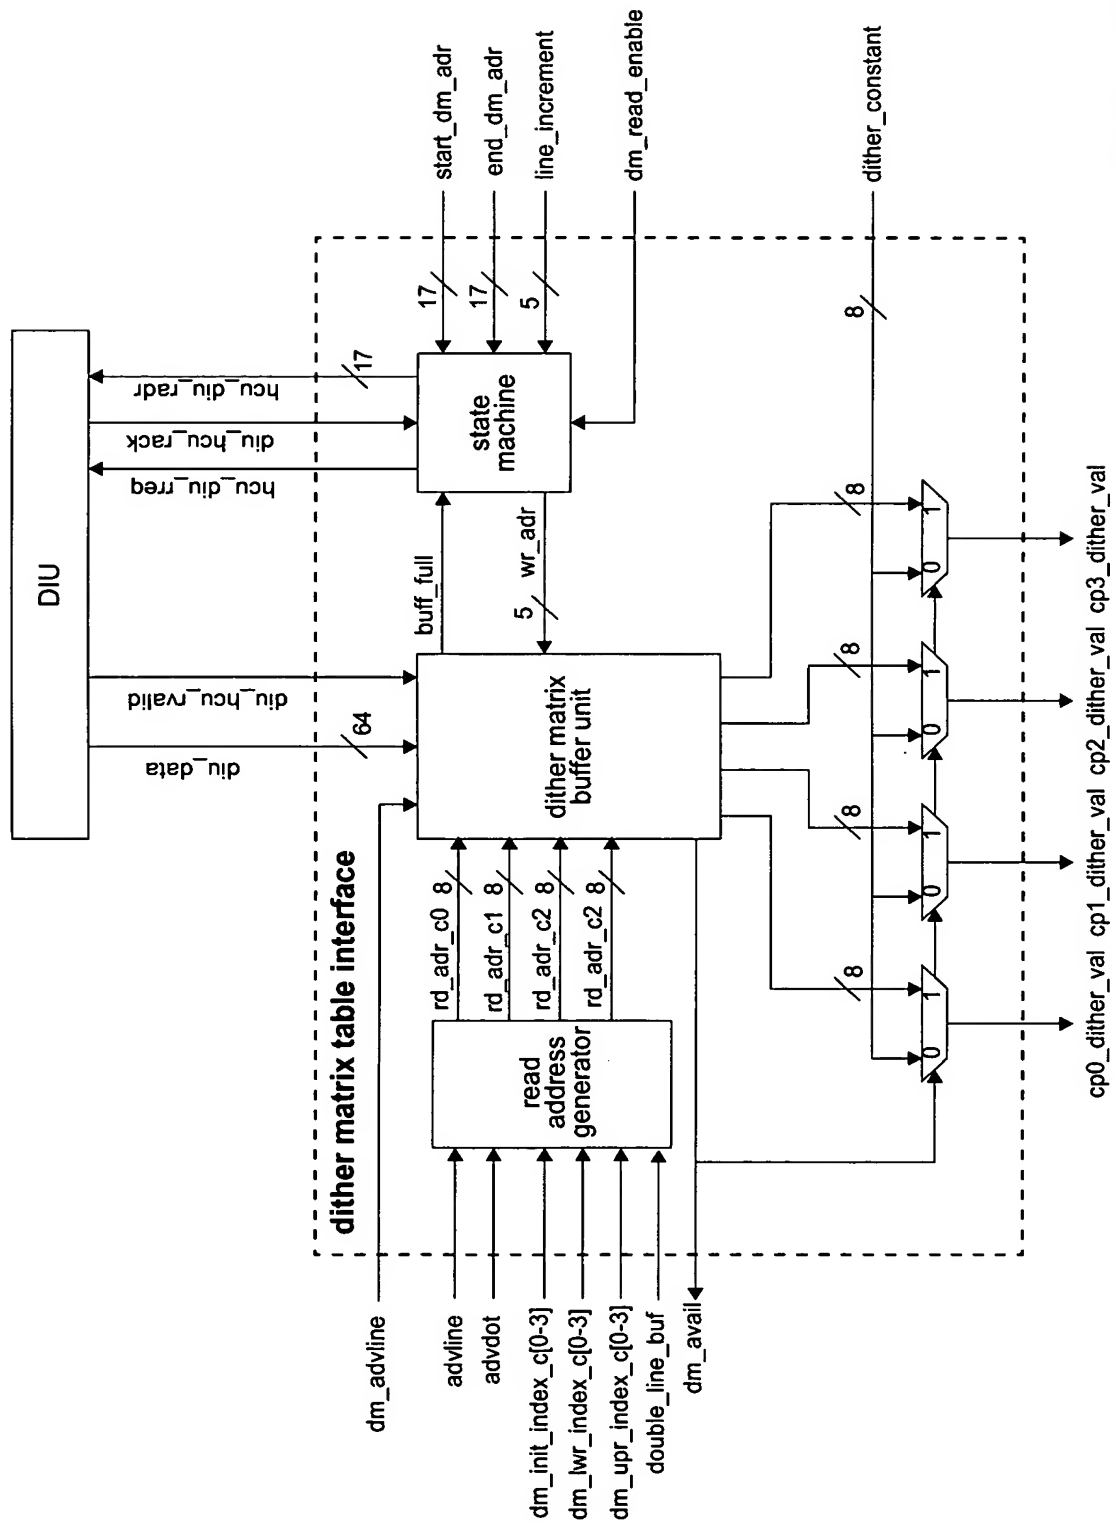 DIU
hcu_diu_radr
diu_hcu_rack
hcu_diu_rreq
diu_hcu_rvalid
diu_data
17
64
dither matrix table interface
start_dm_adr
end_dm_adr
line_increment
dm_read_enable
17
17
5
state
machine
buff_full
wr_adr
5
dither matrix
buffer unit
dm_advline
rd_adr_c0
rd_adr_c1
rd_adr_c2
rd_adr_c2
8
8
8
8
read
address
generator
advline
advdot
dm_init_index_c[0-3]
dm_lwr_index_c[0-3]
dm_upr_index_c[0-3]
double_line_buf
dm_avail
dither_constant
8
8
8
8
8
0 1
0 1
0 1
0 1
cp0_dither_val cp1_dither_val cp2_dither_val cp3_dither_val